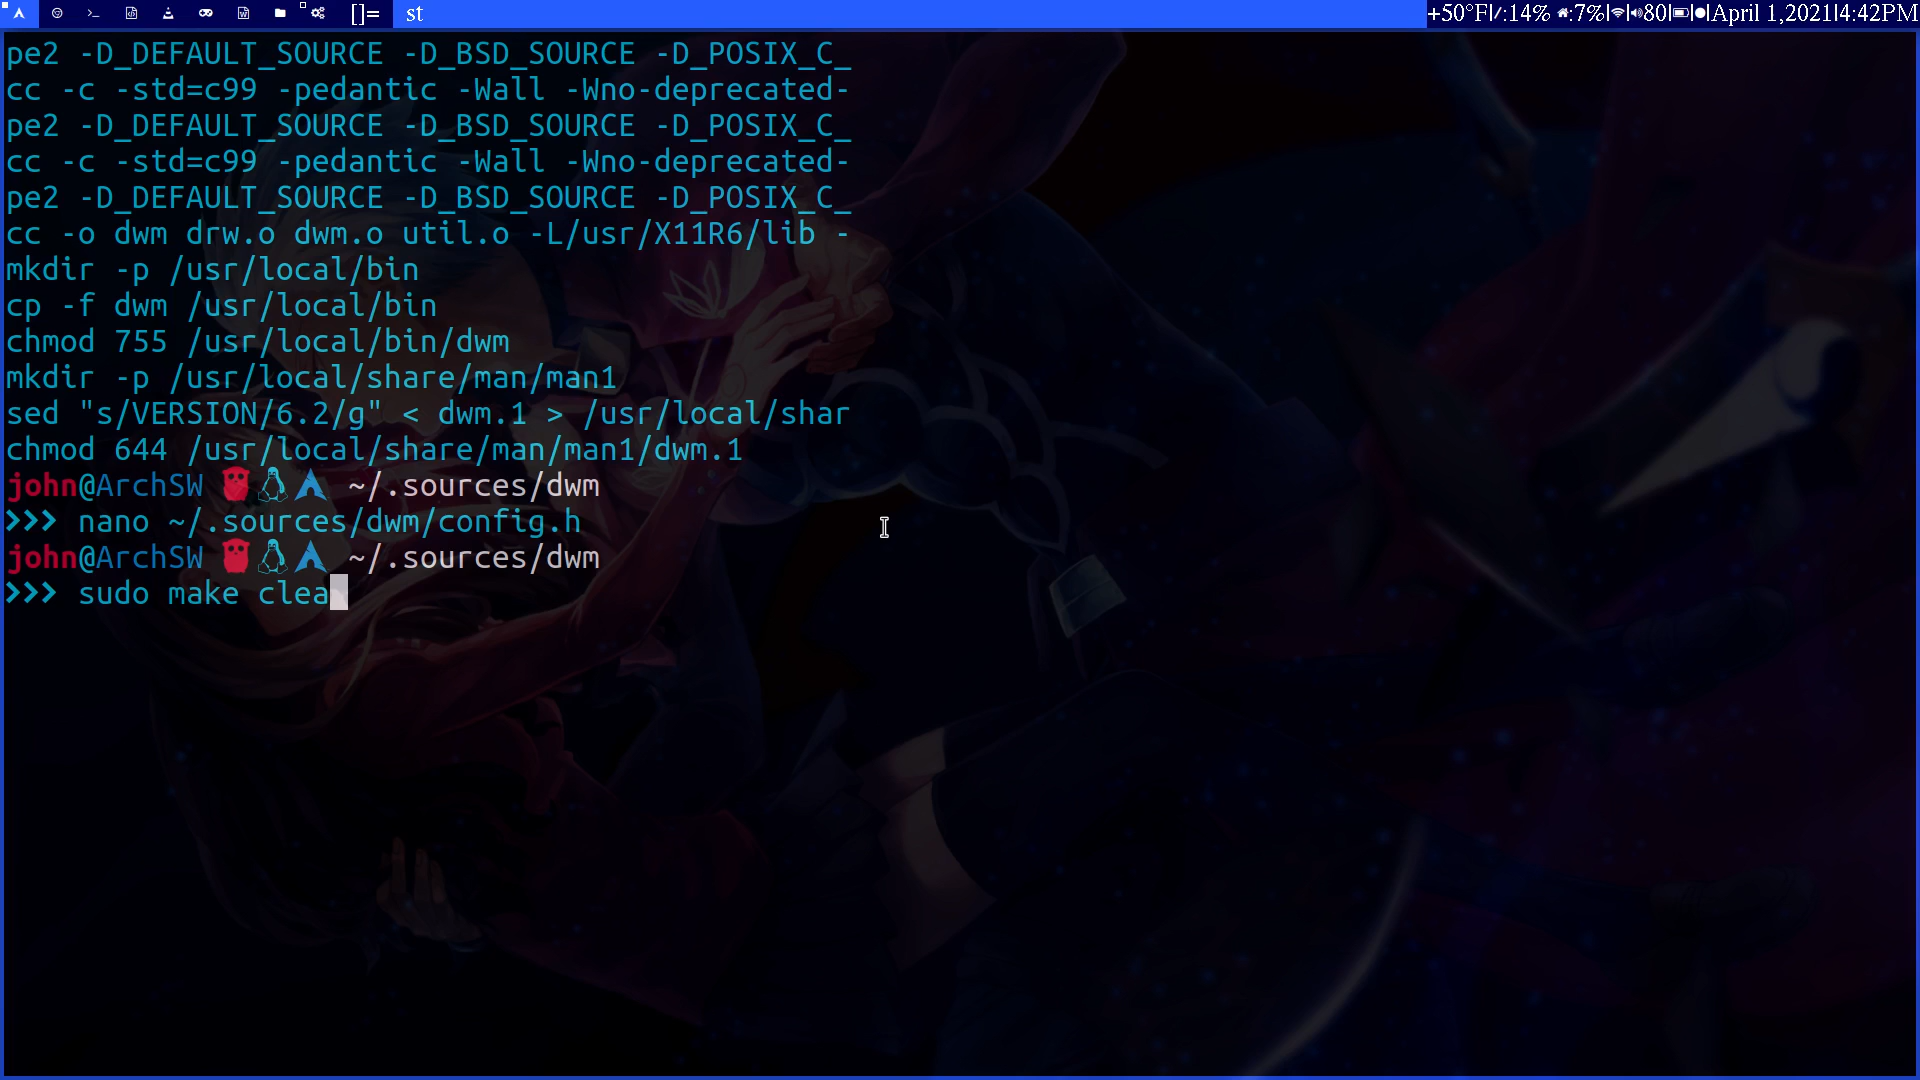 []= st +50°F|/:14% :7%| |80| | |April 1,2021|4:42PM
pe2 -D_DEFAULT_SOURCE -D_BSD_SOURCE -D_POSIX_C_
cc -c -std=c99 -pedantic -Wall -Wno-deprecated-
pe2 -D_DEFAULT_SOURCE -D_BSD_SOURCE -D_POSIX_C_
cc -c -std=c99 -pedantic -Wall -Wno-deprecated-
pe2 -D_DEFAULT_SOURCE -D_BSD_SOURCE -D_POSIX_C_
cc -o dwm drw.o dwm.o util.o -L/usr/X11R6/lib -
mkdir -p /usr/local/bin
cp -f dwm /usr/local/bin
chmod 755 /usr/local/bin/dwm
mkdir -p /usr/local/share/man/man1
sed "s/VERSION/6.2/g" < dwm.1 > /usr/local/shar
chmod 644 /usr/local/share/man/man1/dwm.1
john@ArchSW ~/.sources/dwm
>>> nano ~/.sources/dwm/config.h
john@ArchSW ~/.sources/dwm
>>> sudo make clea